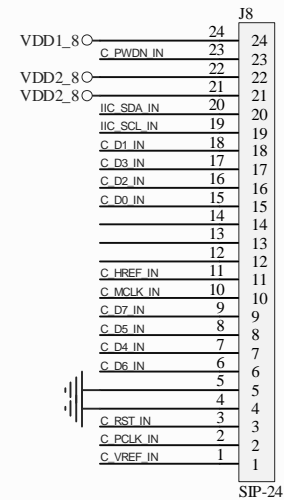 J8
VDD1_8 24 24
C_PWDN_IN 23 23
VDD2_8 22 22
VDD2_8 21 21
IIC_SDA_IN 20 20
IIC_SCL_IN 19 19
C_D1_IN 18 18
C_D3_IN 17 17
C_D2_IN 16 16
C_D0_IN 15 15
14 14
13 13
12 12
C_HREF_IN 11 11
C_MCLK_IN 10 10
C_D7_IN 9 9
C_D5_IN 8 8
C_D4_IN 7 7
C_D6_IN 6 6
5 5
4 4
C_RST_IN 3 3
C_PCLK_IN 2 2
C_VREF_IN 1 1
SIP-24